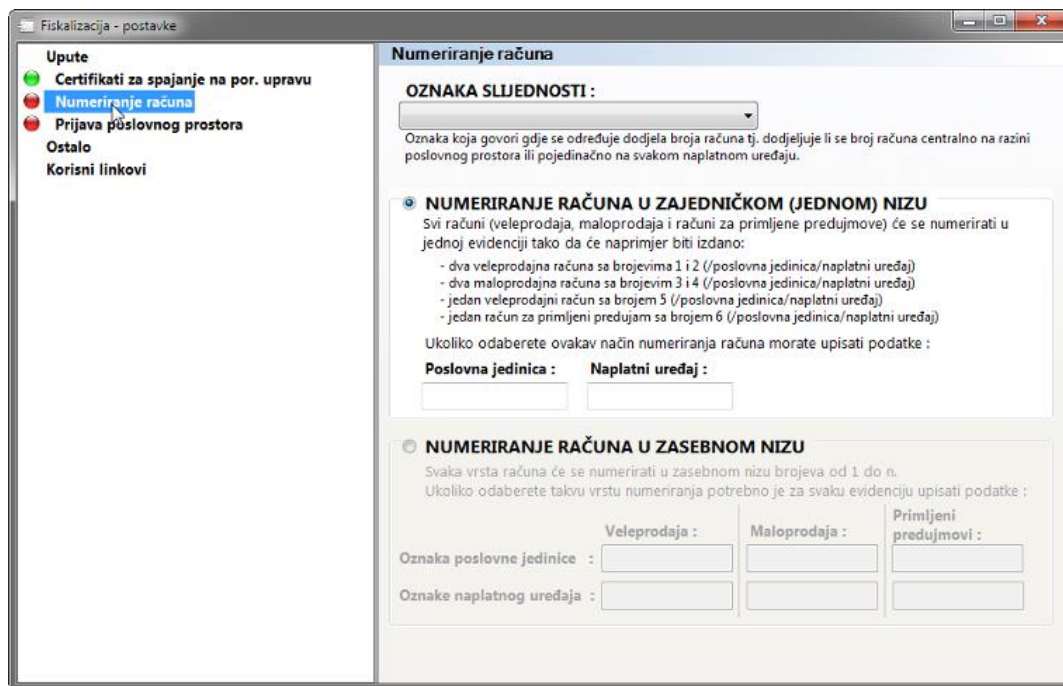 Fiskalizacija - postavke
Upute
Certifikati za spajanje na por. upravu
Numeriranje računa
Prijava poslovnog prostora
Ostalo
Korisni linkovi
Numeriranje računa
OZNAKA SLIJEDNOSTI :
Oznaka koja govori gdje se određuje dodjela broja računa tj. dodjeljuje li se broj računa centralno na razini
poslovnog prostora ili pojedinačno na svakom naplatnom uređaju.
NUMERIRANJE RAČUNA U ZAJEDNIČKOM (JEDNOM) NIZU
Svi računi (veleprodaja, maloprodaja i računi za primljene predujmove) će se numerirati u
jednoj evidenciji tako da će naprimjer biti izdano:
- dva veleprodajna računa sa brojevima 1 i 2 (/poslovna jedinica/naplatni uređaj)
- dva maloprodajna računa sa brojevim 3 i 4 (/poslovna jedinica/naplatni uređaj)
- jedan veleprodajni račun sa brojem 5 (/poslovna jedinica/naplatni uređaj)
- jedan račun za primljeni predujam sa brojem 6 (/poslovna jedinica/naplatni uređaj)
Ukoliko odaberete ovakav način numeriranja računa morate upisati podatke :
Poslovna jedinica : Naplatni uređaj :
NUMERIRANJE RAČUNA U ZASEBNOM NIZU
Svaka vrsta računa će se numerirati u zasebnom nizu brojeva od 1 do n.
Ukoliko odaberete takvu vrstu numeriranja potrebno je za svaku evidenciju upisati podatke :
Veleprodaja : Maloprodaja : Primljeni
predujmovi :
Oznaka poslovne jedinice :
Oznake naplatnog uređaja :